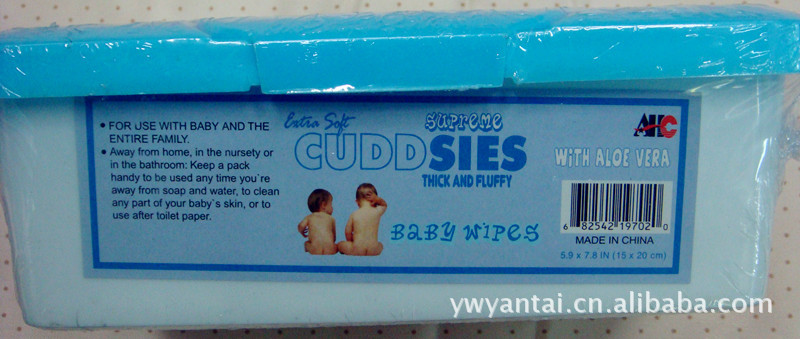 • FOR USE WITH BABY AND THE
ENTIRE FAMILY.
• Away from home, in the nursety or
in the bathroom: Keep a pack
handy to be used any time you're
away from soap and water, to clean
any part of your baby's skin, or to
use after toilet paper.
Extra Soft
SUPREME
CUDDSIES
THICK AND FLUFFY
BABY WIPES
AHC
WITH ALOE VERA
6 82542 19702 0
MADE IN CHINA
5.9 x 7.8 IN (15 x 20 cm)
ywyantai.cn.alibaba.com